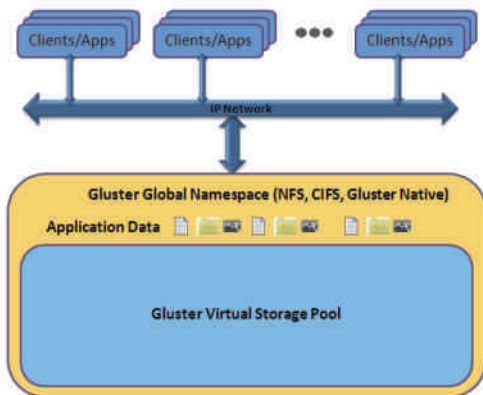 Clients/Apps Clients/Apps Clients/Apps
IP Network
Gluster Global Namespace (NFS, CIFS, Gluster Native)
Application Data
Gluster Virtual Storage Pool